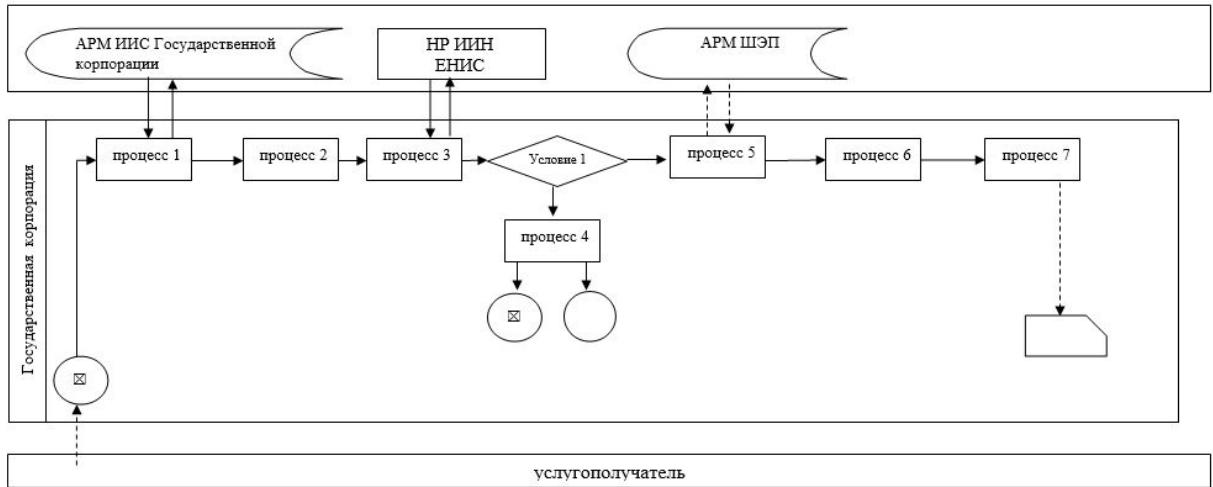 АРМ ИИС Государственной
корпорации
НР ИИН
ЕНИС
АРМ ШЭП
Государственная корпорация
процесс 1
процесс 2
процесс 3
Условие 1
процесс 5
процесс 6
процесс 7
процесс 4
услугополучатель